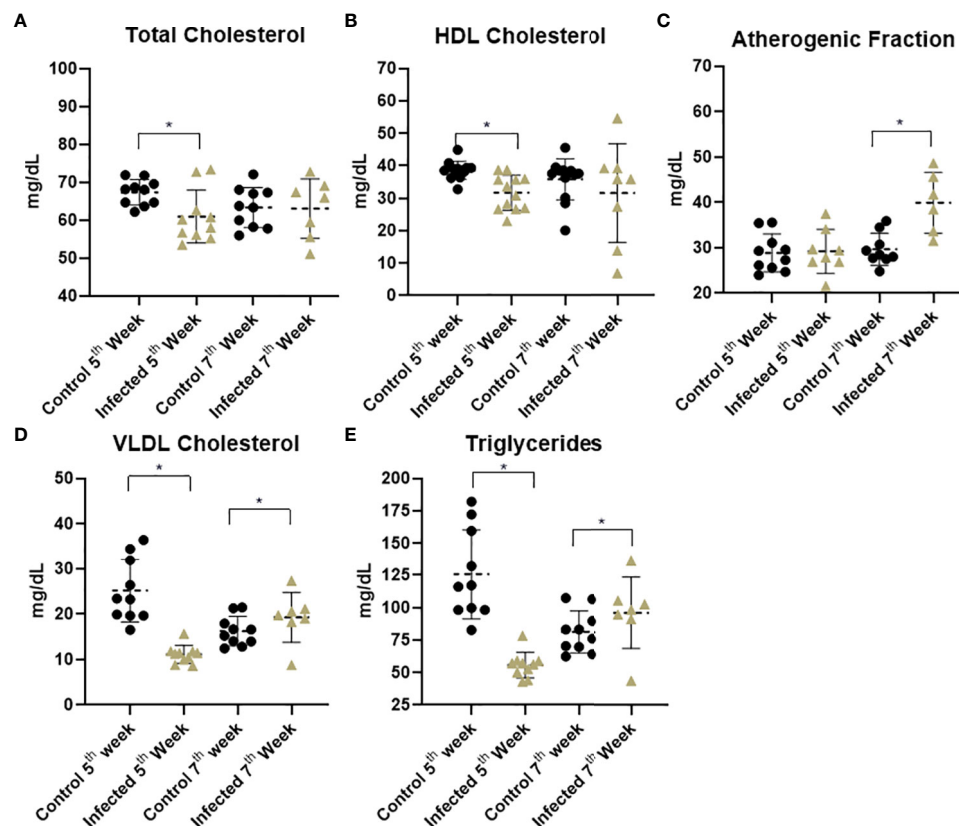 A
Total Cholesterol
mg/dL
100
90
80
70
60
50
40
*
Control 5th Week
Infected 5th Week
Control 7th Week
Infected 7th Week
B
HDL Cholesterol
mg/dL
70
60
50
40
30
20
10
0
*
Control 5th week
Infected 5th Week
Control 7th week
Infected 7th Week
C
Atherogenic Fraction
mg/dL
70
60
50
40
30
20
*
Control 5th Week
Infected 5th Week
Control 7th Week
Infected 7th Week
D
VLDL Cholesterol
mg/dL
50
40
30
20
10
0
*
*
Control 5th week
Infected 5th Week
Control 7th week
Infected 7th Week
E
Triglycerides
mg/dL
200
175
150
125
100
75
50
25
*
*
Control 5th week
Infected 5th Week
Control 7th week
Infected 7th Week